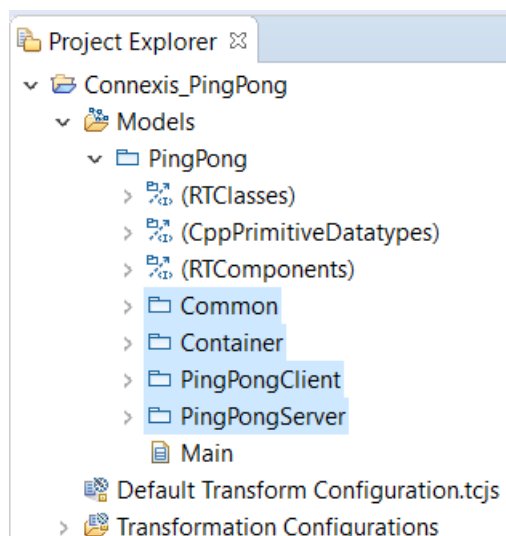 Project Explorer
Connexis_PingPong
Models
PingPong
(RTClasses)
(CppPrimitiveDatatypes)
(RTComponents)
Common
Container
PingPongClient
PingPongServer
Main
Default Transform Configuration.tcjs
Transformation Configurations